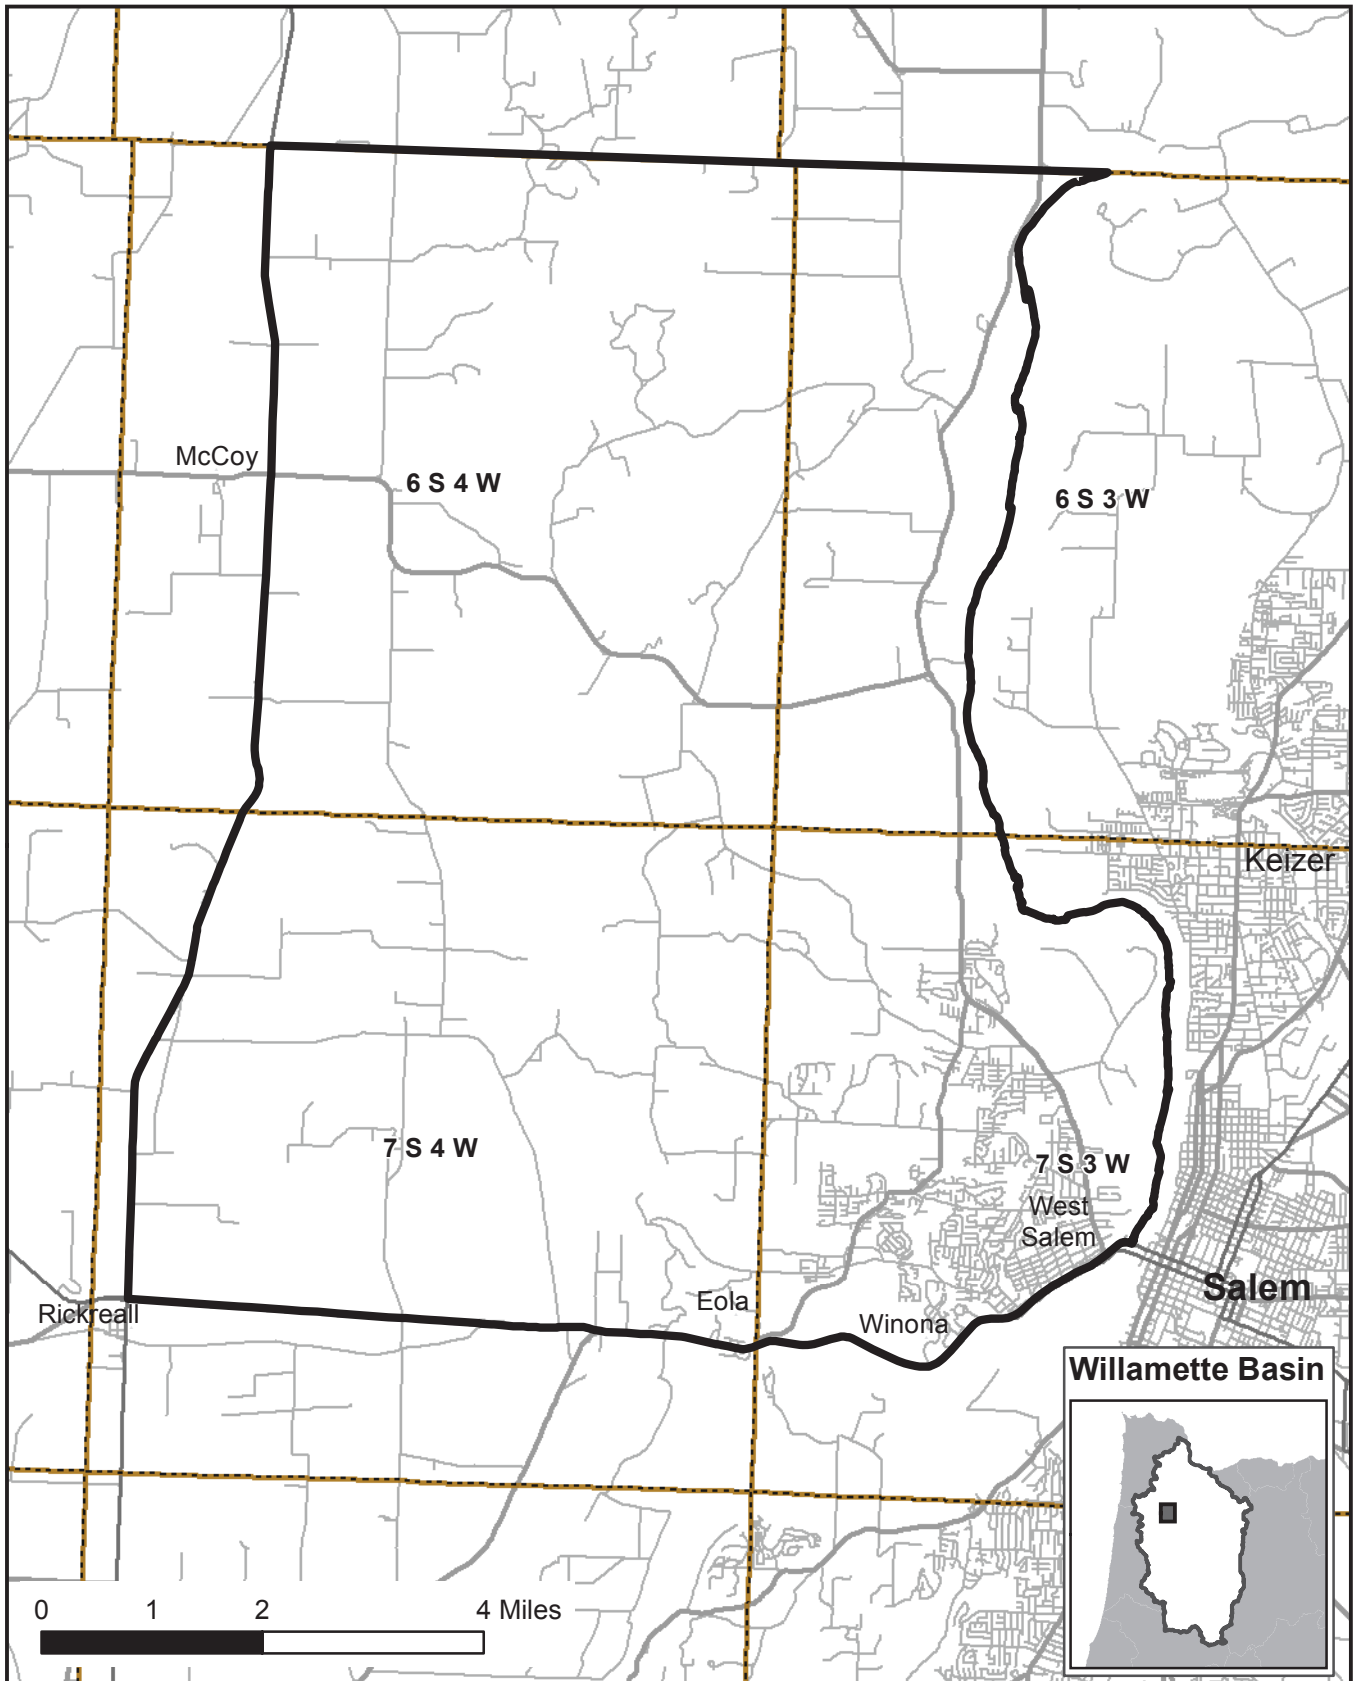 McCoy
6 S 4 W
6 S 3 W
Keizer
7 S 4 W
7 S 3 W
West
Salem
Salem
Eola
Rickreall
Winona
Willamette Basin
0 1 2 4 Miles